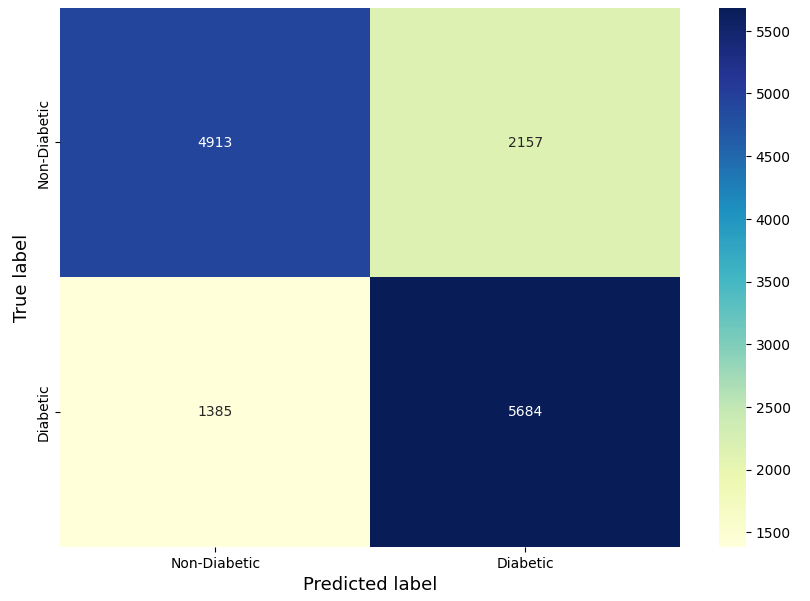 Non-Diabetic
4913
2157
Diabetic
1385
5684
True label
Non-Diabetic
Diabetic
Predicted label
5500
5000
4500
4000
3500
3000
2500
2000
1500